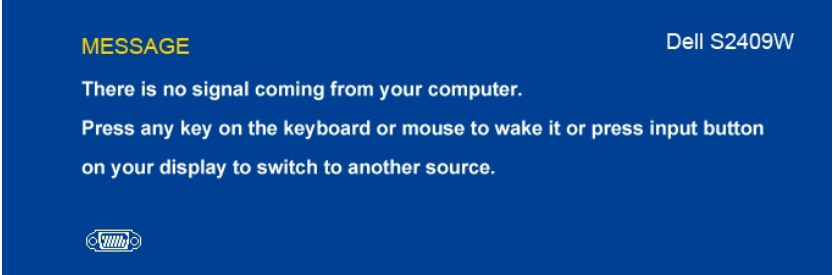 MESSAGE
Dell S2409W
There is no signal coming from your computer.
Press any key on the keyboard or mouse to wake it or press input button
on your display to switch to another source.